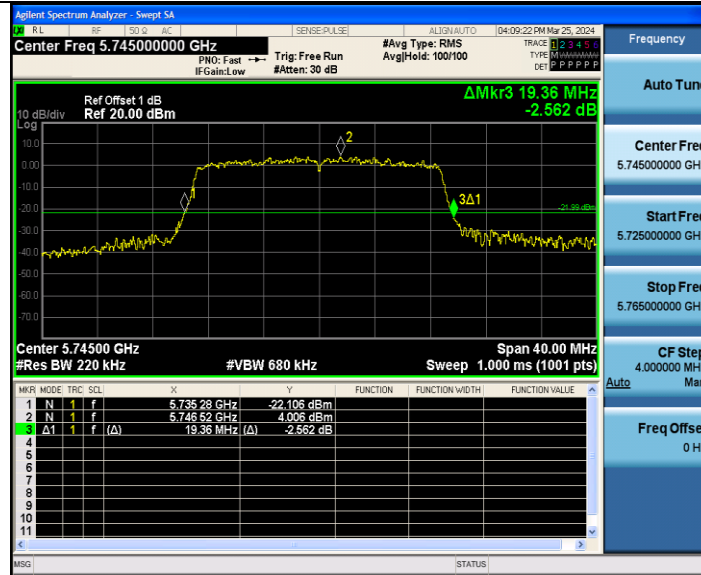 Agilent Spectrum Analyzer - Swept SA
RL RF 50 Ω AC SENSE:PULSE ALIGNAUTO 04:09:22 PM Mar 25, 2024
Center Freq 5.745000000 GHz
PNO: Fast
IFGain:Low
Trig: Free Run
#Atten: 30 dB
#Avg Type: RMS
Avg|Hold: 100/100
TRACE 1 2 3 4 5 6
TYPE M
DET P P P P P P
ΔMkr3 19.36 MHz
-2.562 dB
10 dB/div
Log
Ref Offset 1 dB
Ref 20.00 dBm
10.0
0.00
-10.0
-20.0
-30.0
-40.0
-50.0
-60.0
-70.0
2
3Δ1
-21.99 dBm
Center 5.74500 GHz Span 40.00 MHz
#Res BW 220 kHz #VBW 680 kHz Sweep 1.000 ms (1001 pts)
MKR MODE TRC SCL X Y FUNCTION FUNCTION WIDTH FUNCTION VALUE
1 N 1 f 5.735 28 GHz -22.106 dBm
2 N 1 f 5.746 52 GHz 4.006 dBm
3 Δ1 1 f (Δ) 19.36 MHz (Δ) -2.562 dB
4
5
6
7
8
9
10
11
MSG STATUS
Frequency
Auto Tun
Center Fre
5.745000000 GH
Start Fre
5.725000000 GH
Stop Fre
5.765000000 GH
CF Step
4.000000 MH
Auto Mar
Freq Offse
0 H